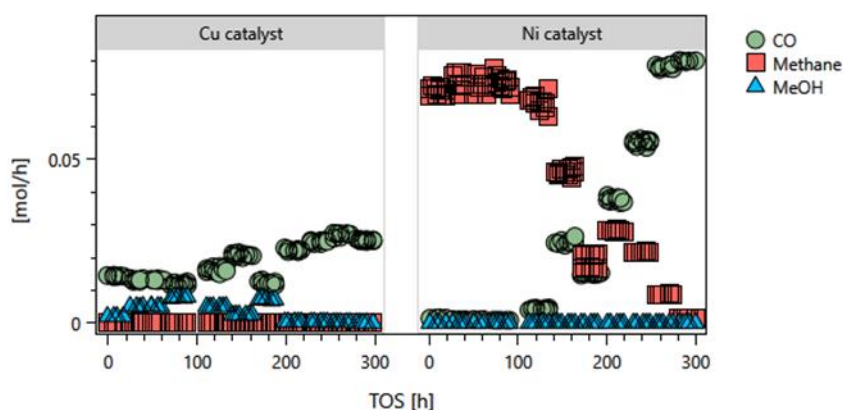 Cu catalyst
Ni catalyst
CO
Methane
MeOH
[mol/h]
0.05
0
0 100 200 300
0 100 200 300
TOS [h]